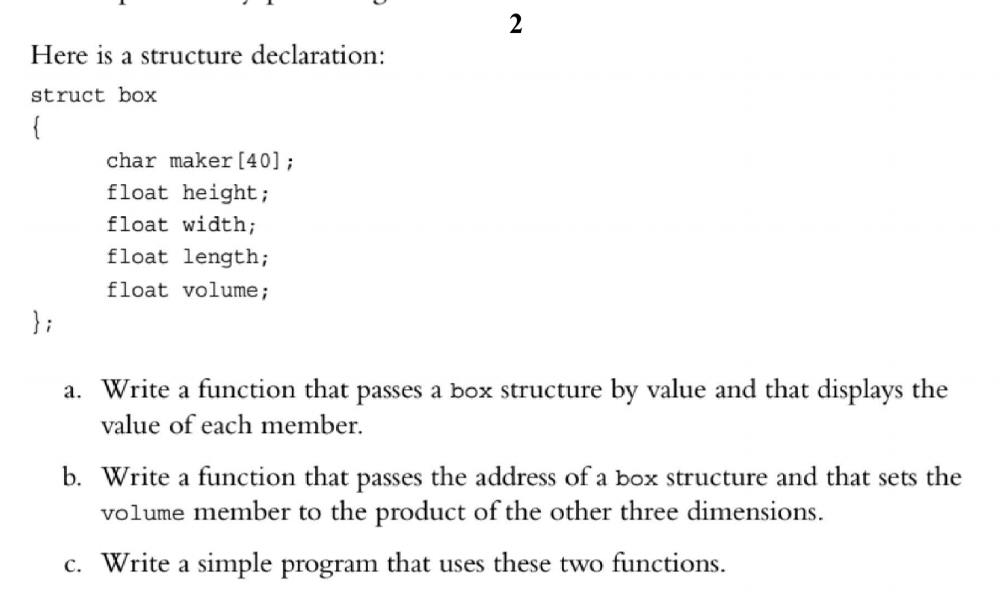 2
Here is a structure declaration:
struct box
{
char maker[40];
float height;
float width;
float length;
float volume;
};
a. Write a function that passes a box structure by value and that displays the
value of each member.
b. Write a function that passes the address of a box structure and that sets the
volume member to the product of the other three dimensions.
c. Write a simple program that uses these two functions.